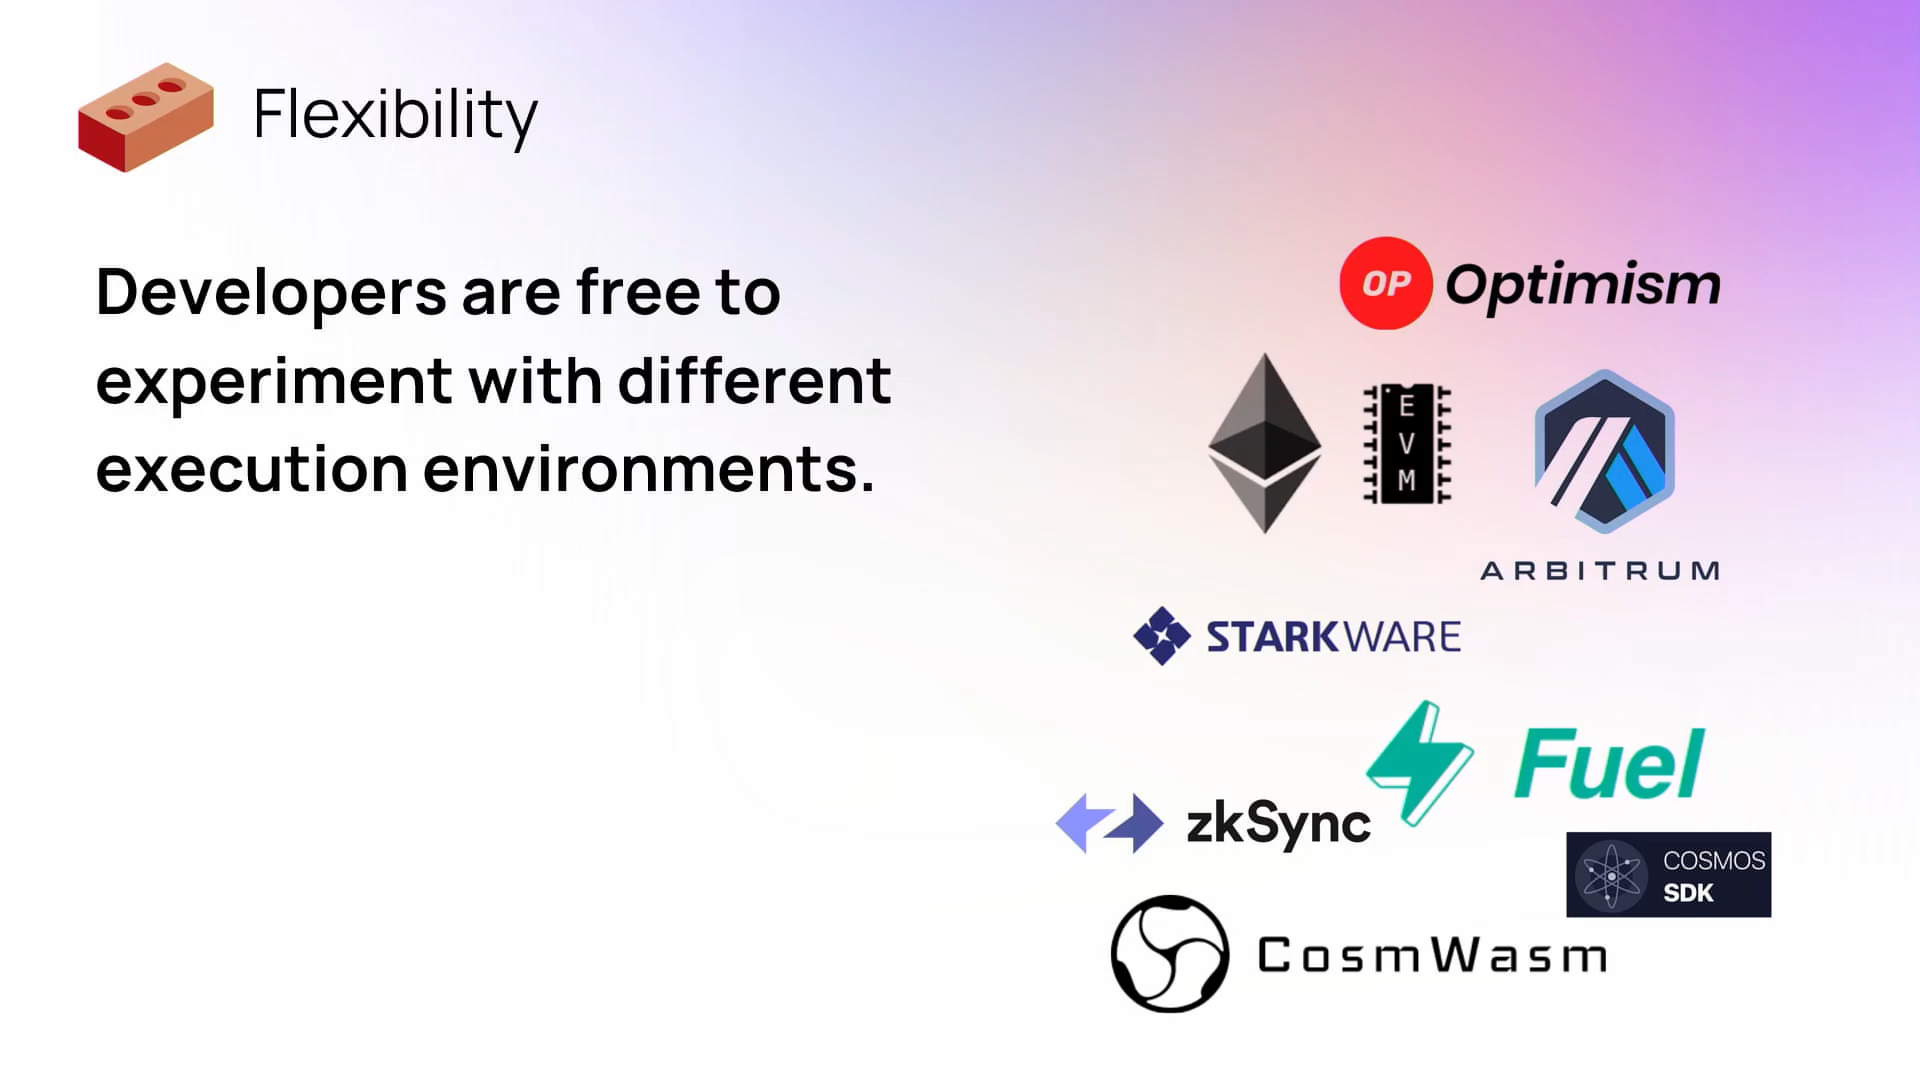 Flexibility
Developers are free to
experiment with different
execution environments.
OP Optimism
E
V
M
ARBITRUM
STARKWARE
Fuel
zkSync
COSMOS
SDK
CosmWasm